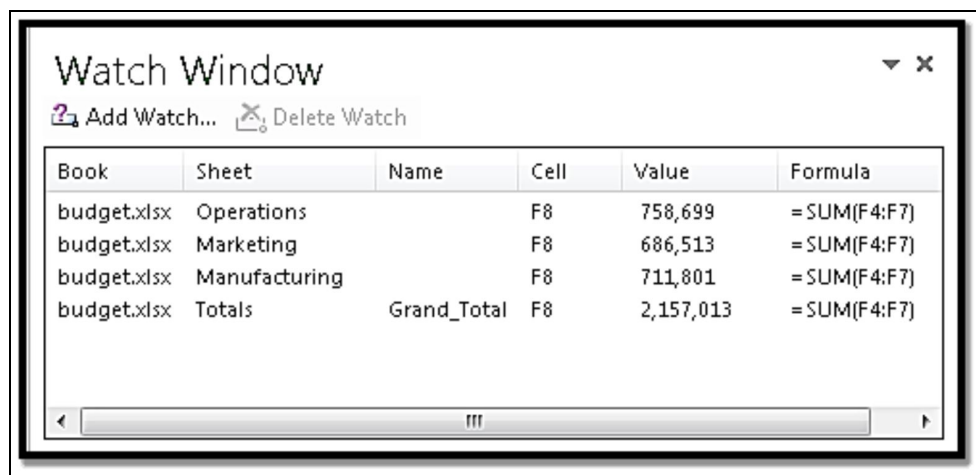 Watch Window
Add Watch... Delete Watch
Book Sheet Name Cell Value Formula
budget.xlsx Operations F8 758,699 =SUM(F4:F7)
budget.xlsx Marketing F8 686,513 =SUM(F4:F7)
budget.xlsx Manufacturing F8 711,801 =SUM(F4:F7)
budget.xlsx Totals Grand_Total F8 2,157,013 =SUM(F4:F7)